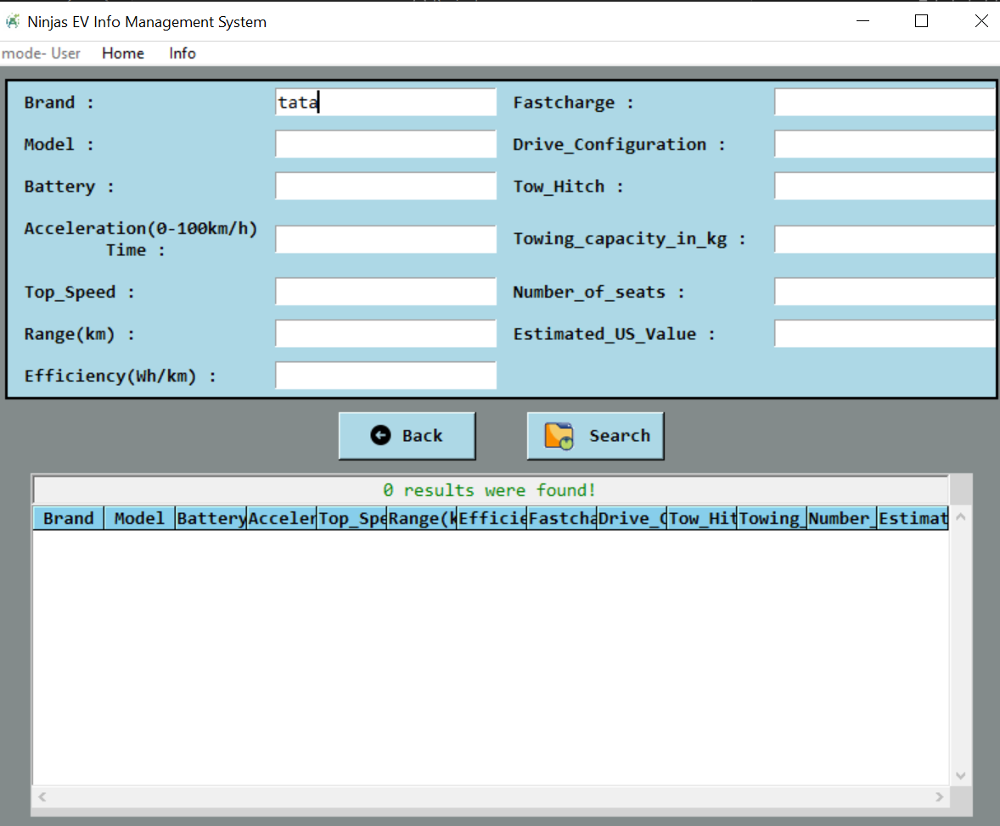 Ninjas EV Info Management System
mode- User Home Info
Brand : tata
Fastcharge :
Model :
Drive_Configuration :
Battery :
Tow_Hitch :
Acceleration(0-100km/h)
Time :
Towing_capacity_in_kg :
Top_Speed :
Number_of_seats :
Range(km) :
Estimated_US_Value :
Efficiency(Wh/km) :
Back
Search
0 results were found!
Brand Model Battery Acceler Top_Spe Range(k Efficie Fastcha Drive_C Tow_Hit Towing_ Number_ Estimat